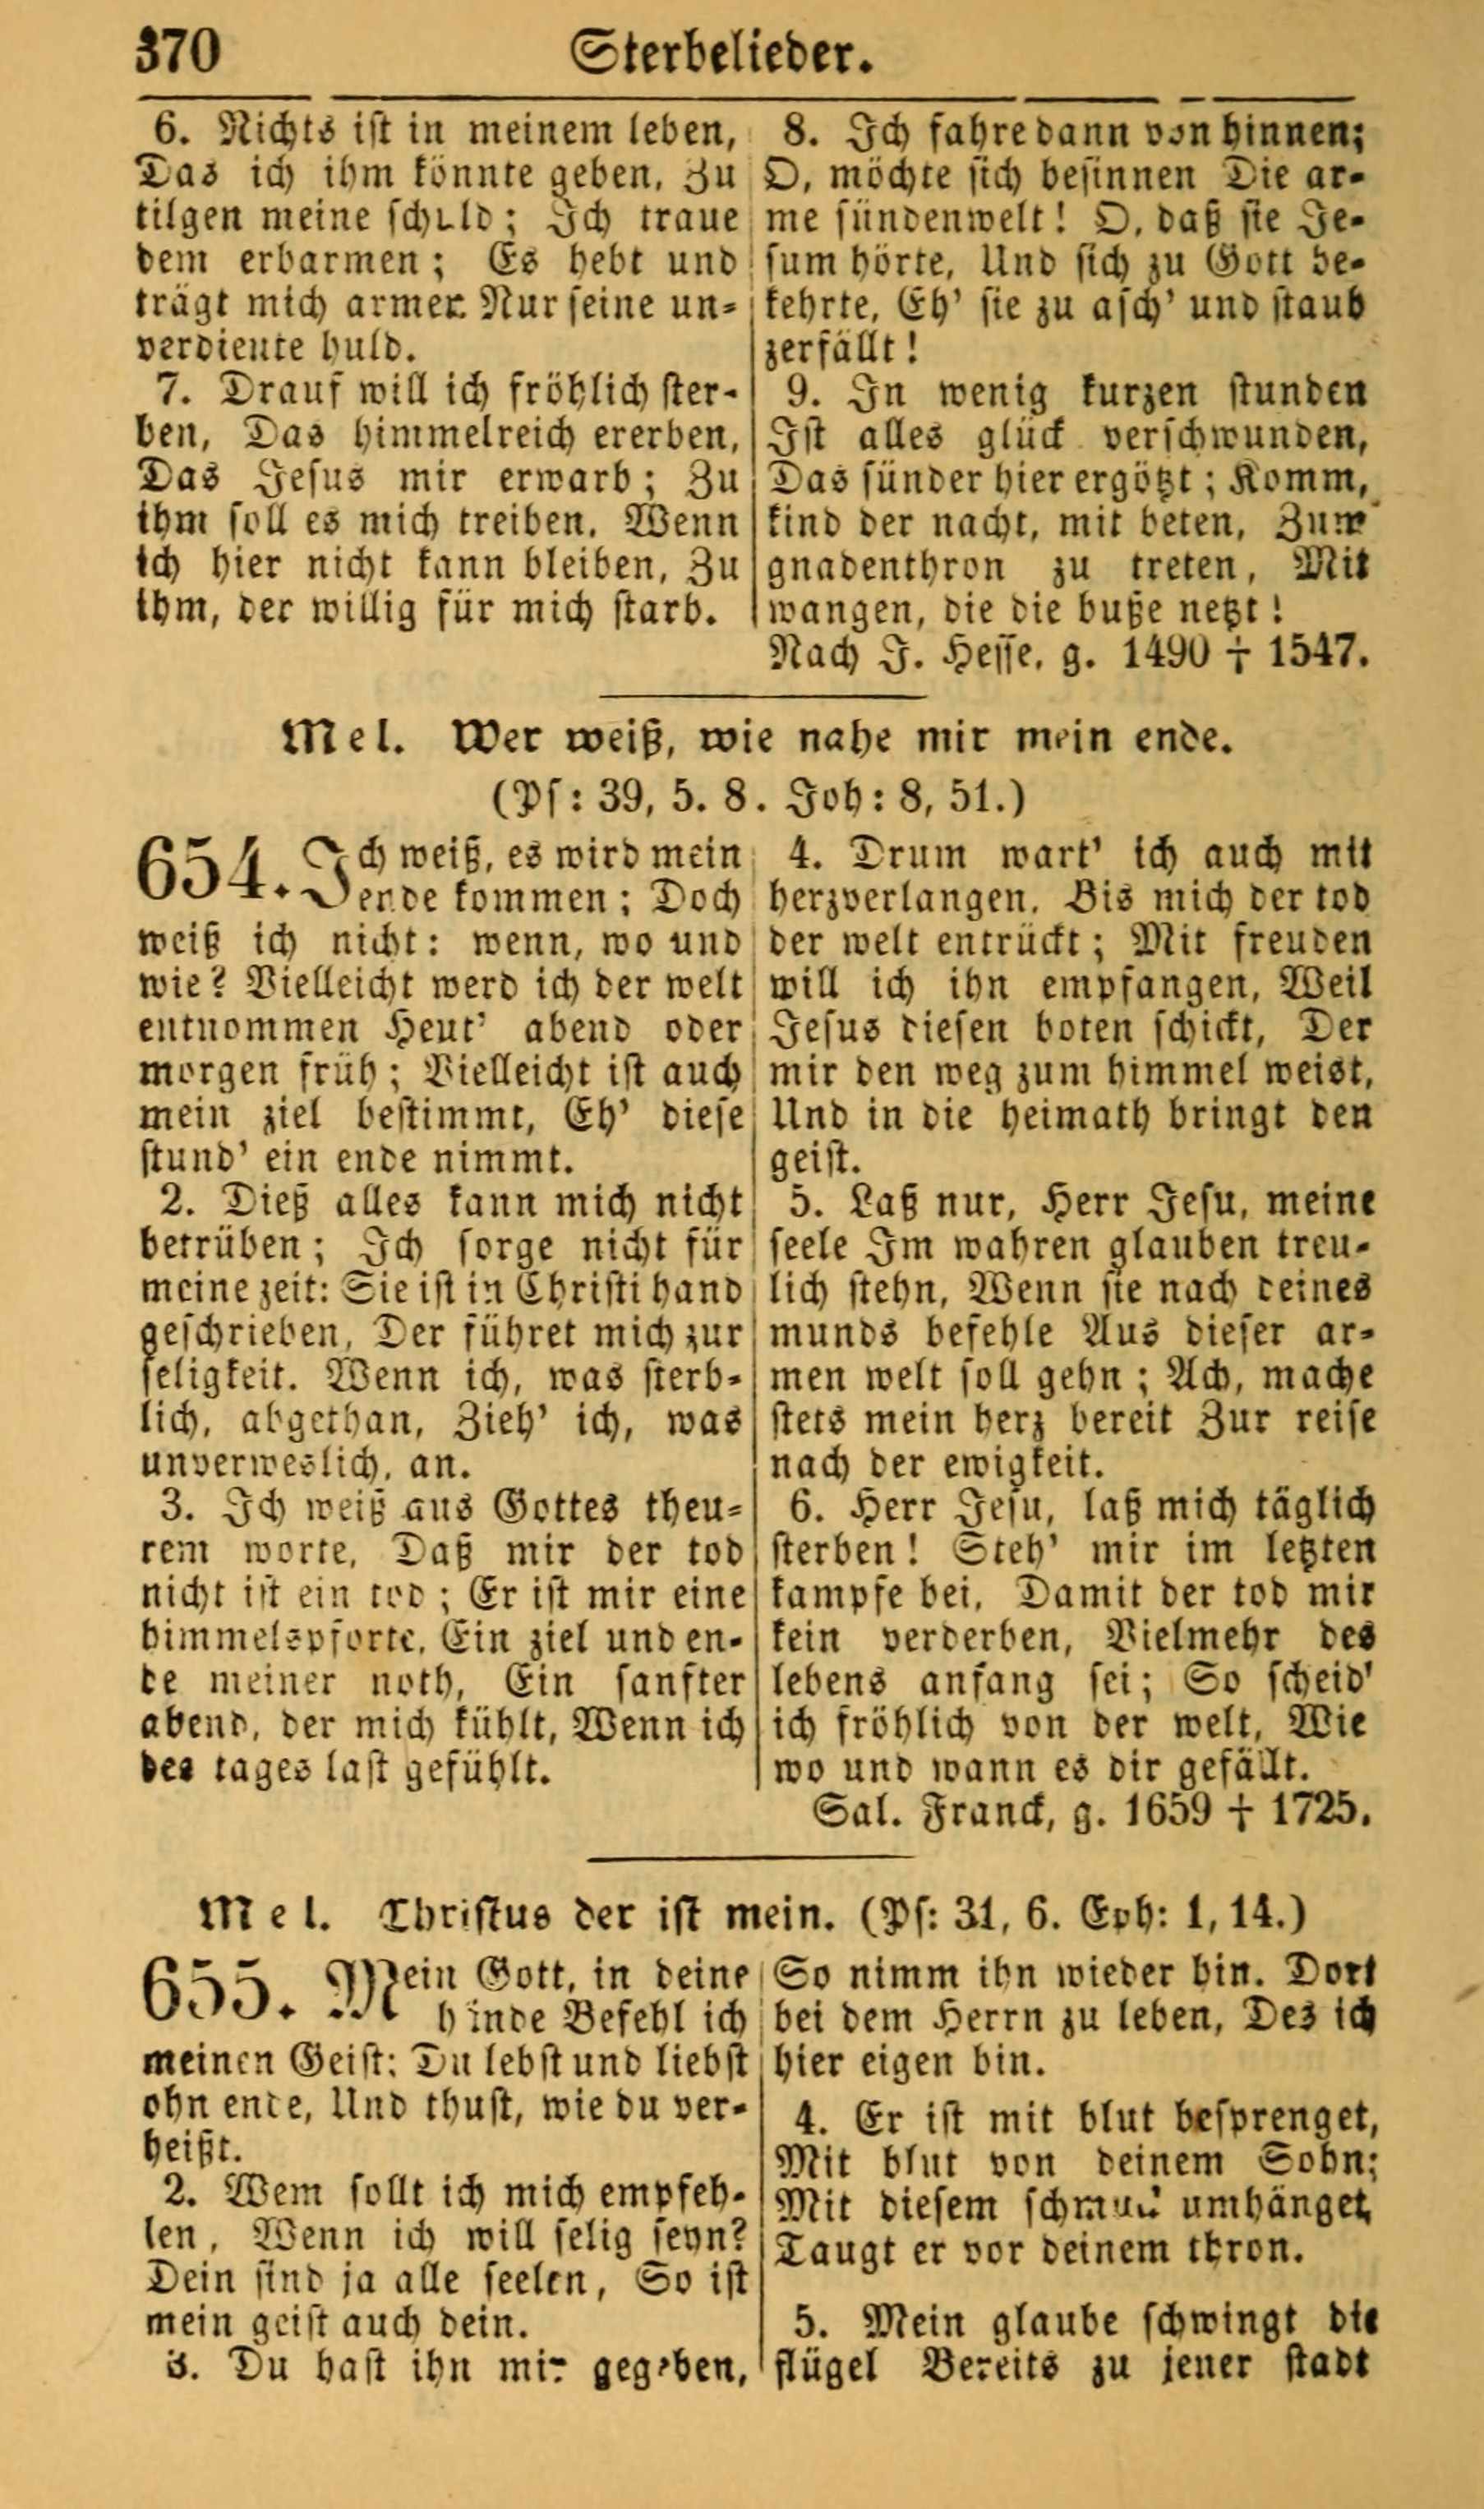 370 Sterbelieder.
6. Nichts ist in meinem leben,
Das ich ihm könnte geben, Zu
tilgen meine schuld; Ich traue
dem erbarmen; Es hebt und
trägt mich armen Nur seine un-
verdiente huld.
7. Drauf will ich fröhlich ster-
ben, Das himmelreich ererben,
Das Jesus mir erwarb; Zu
ihm soll es mich treiben, Wenn
ich hier nicht kann bleiben, Zu
ihm, der willig für mich starb.
8. Ich fahre dann von hinnen;
O, möchte sich besinnen Die ar-
me sündenwelt! O, daß sie Je-
sum hörte, Und sich zu Gott be-
kehrte, Eh' sie zu asch' und staub
zerfällt!
9. In wenig kurzen stunden
Ist alles glück verschwunden,
Das sünder hier ergötzt; Komm,
kind der nacht, mit beten, Zum
gnadenthron zu treten, Mit
wangen, die die buße netzt!
Nach J. Hesse, g. 1490 † 1547.
Mel. Wer weiß, wie nahe mir mein ende.
(Ps: 39, 5. 8. Joh: 8, 51.)
654. Ich weiß, es wird mein
ende kommen; Doch
weiß ich nicht: wenn, wo und
wie? Vielleicht werd ich der welt
entnommen Heut' abend oder
morgen früh; Vielleicht ist auch
mein ziel bestimmt, Eh' diese
stund' ein ende nimmt.
2. Dieß alles kann mich nicht
betrüben; Ich sorge nicht für
meine zeit: Sie ist in Christi hand
geschrieben, Der führet mich zur
seligkeit. Wenn ich, was sterb-
lich, abgethan, Zieh' ich, was
unverweslich, an.
3. Ich weiß aus Gottes theu-
rem worte, Daß mir der tod
nicht ist ein tod; Er ist mir eine
himmelspforte, Ein ziel und en-
de meiner noth, Ein sanfter
abend, der mich kühlt, Wenn ich
des tages last gefühlt.
4. Drum wart' ich auch mit
herzverlangen, Bis mich der tod
der welt entrückt; Mit freuden
will ich ihn empfangen, Weil
Jesus diesen boten schickt, Der
mir den weg zum himmel weist,
Und in die heimath bringt den
geist.
5. Laß nur, Herr Jesu, meine
seele Im wahren glauben treu-
lich stehn, Wenn sie nach deines
munds befehle Aus dieser ar-
men welt soll gehn; Ach, mache
stets mein herz bereit Zur reise
nach der ewigkeit.
6. Herr Jesu, laß mich täglich
sterben! Steh' mir im letzten
kampfe bei, Damit der tod mir
kein verderben, Vielmehr des
lebens anfang sei; So scheid'
ich fröhlich von der welt, Wie
wo und wann es dir gefällt.
Sal. Franck, g. 1659 † 1725.
Mel. Christus der ist mein. (Ps: 31, 6. Eph: 1, 14.)
655. Mein Gott, in deine
hände Befehl ich
meinen Geist; Du lebst und liebst
ohn ende, Und thust, wie du ver-
heißt.
2. Wem sollt ich mich empfeh-
len, Wenn ich will selig seyn?
Dein sind ja alle seelen, So ist
mein geist auch dein.
3. Du hast ihn mir gegeben,
So nimm ihn wieder hin. Dort
bei dem Herrn zu leben, Des ich
hier eigen bin.
4. Er ist mit blut besprenget,
Mit blut von deinem Sohn;
Mit diesem schmuck umhänget,
Taugt er vor deinem thron.
5. Mein glaube schwingt die
flügel Bereits zu jener stadt